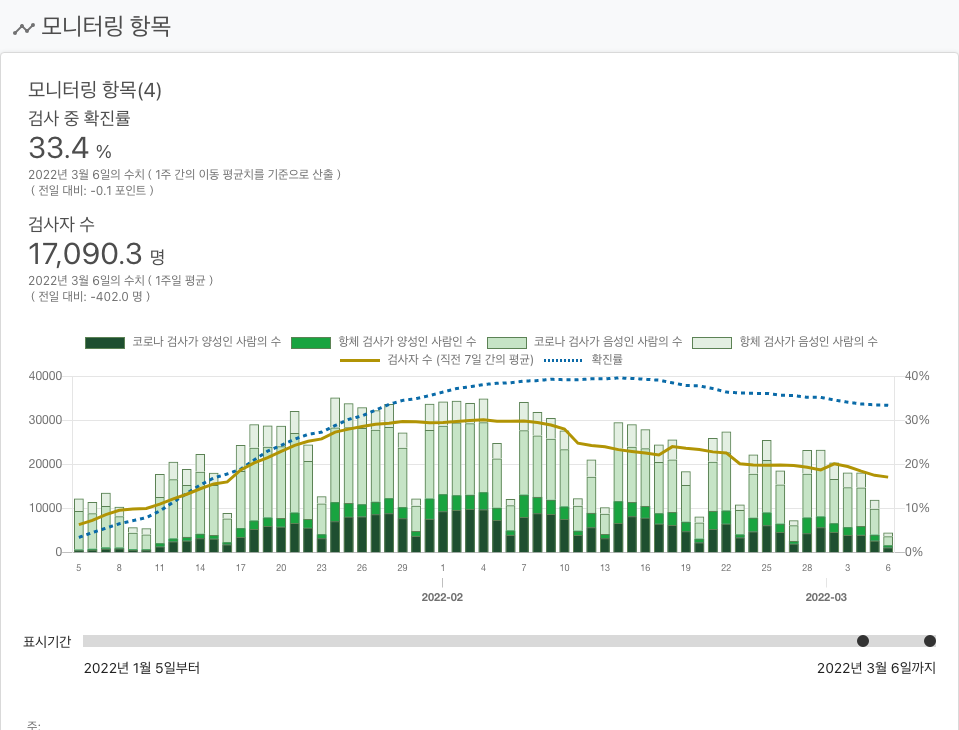 모니터링 항목
모니터링 항목(4)
검사 중 확진률
33.4 %
2022년 3월 6일의 수치 ( 1주 간의 이동 평균치를 기준으로 산출 )
( 전일 대비: -0.1 포인트 )
검사자 수
17,090.3 명
2022년 3월 6일의 수치 ( 1주일 평균 )
( 전일 대비: -402.0 명 )
코로나 검사가 양성인 사람의 수 항체 검사가 양성인 사람인 수 코로나 검사가 음성인 사람의 수 항체 검사가 음성인 사람의 수
검사자 수 (직전 7일 간의 평균) 확진률
40000 40%
30000 30%
20000 20%
10000 10%
0 0%
5 8 11 14 17 20 23 26 29 1 4 7 10 13 16 19 22 25 28 3 6
2022-02 2022-03
표시기간
2022년 1월 5일부터 2022년 3월 6일까지
주: